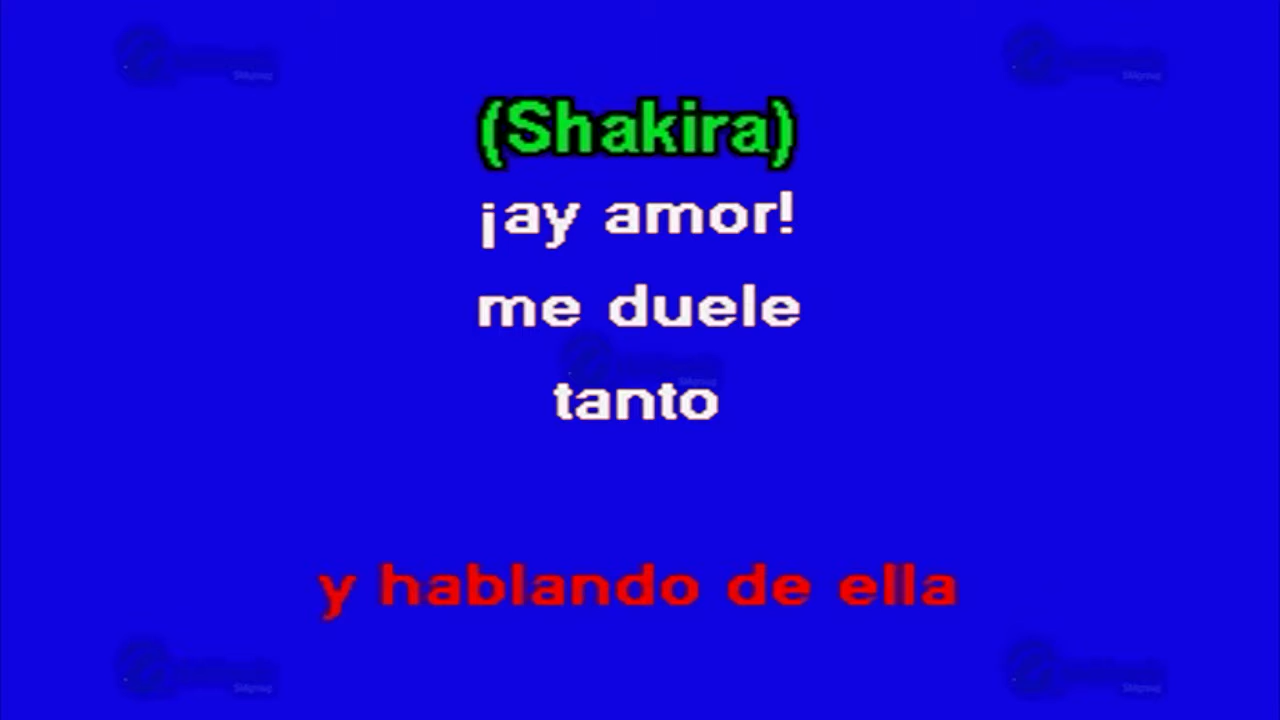 (Shakira)
¡ay amor!
me duele
tanto
y hablando de ella